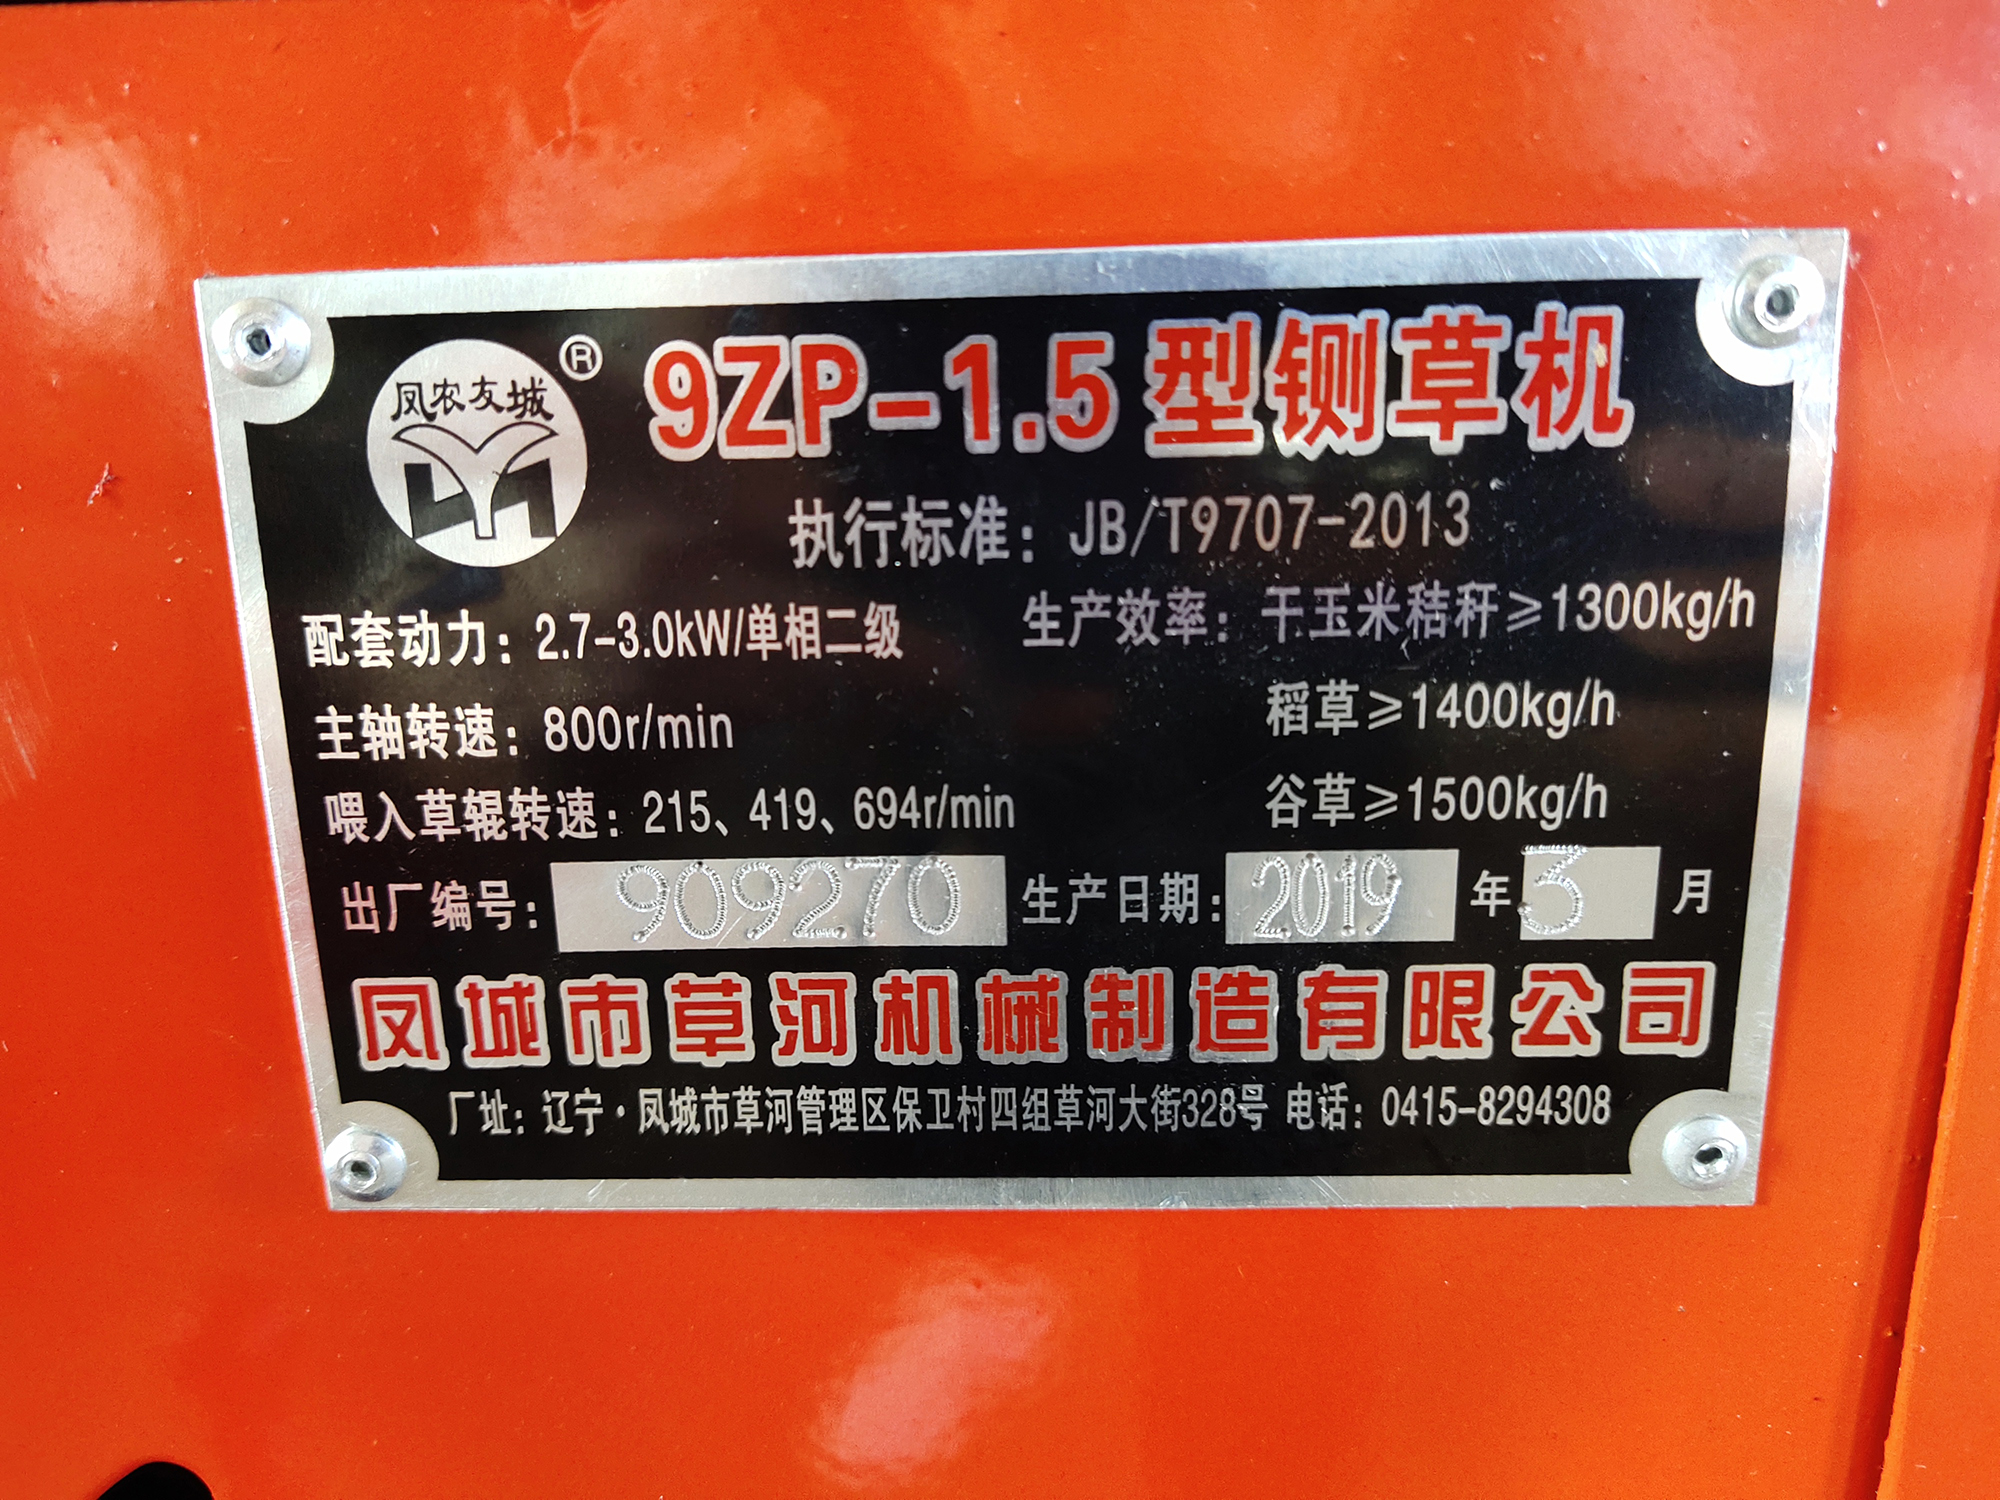 凤农友城
®
9ZP-1.5型铡草机
执行标准：JB/T9707-2013
配套动力：2.7-3.0kW/单相二级 生产效率：干玉米秸秆≥1300kg/h
主轴转速：800r/min 稻草≥1400kg/h
喂入草辊转速：215、419、694r/min 谷草≥1500kg/h
出厂编号：909270 生产日期：2019年3月
凤城市草河机械制造有限公司
厂址：辽宁·凤城市草河管理区保卫村四组草河大街328号 电话：0415-8294308